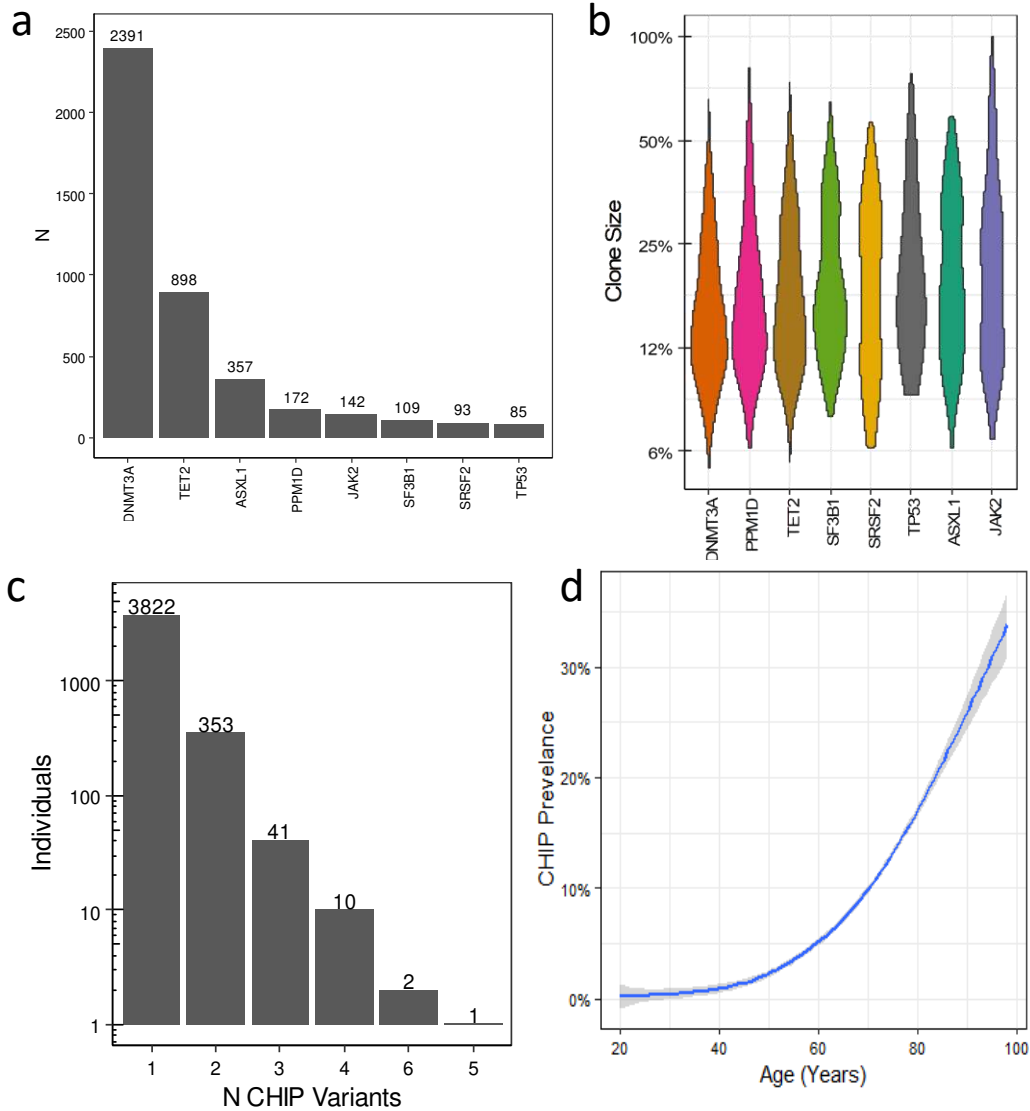 a
2500
2000
1500
1000
500
0
N
2391
898
357
172
142
109
93
85
DNMT3A
TET2
ASXL1
PPM1D
JAK2
SF3B1
SRSF2
TP53
b
100%
50%
25%
12%
6%
Clone Size
DNMT3A
PPM1D
TET2
SF3B1
SRSF2
TP53
ASXL1
JAK2
c
1000
100
10
1
Individuals
3822
353
41
10
2
1
1 2 3 4 6 5
N CHIP Variants
d
30%
20%
10%
0%
CHIP Prevelance
20 40 60 80 100
Age (Years)